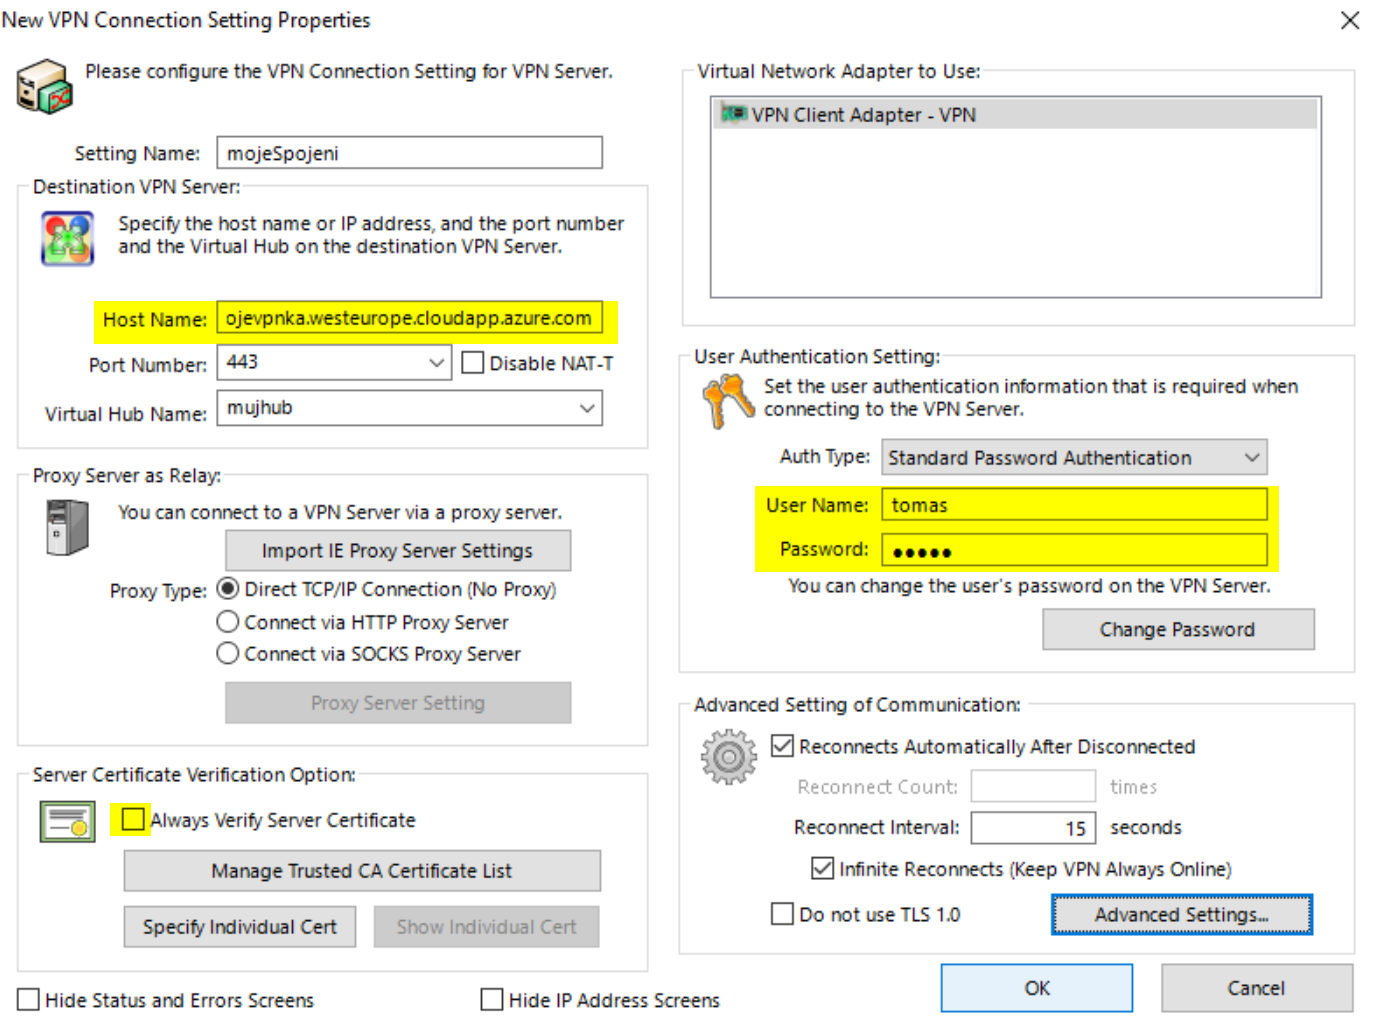 New VPN Connection Setting Properties
Please configure the VPN Connection Setting for VPN Server.
Setting Name: mojeSpojeni
Destination VPN Server:
Specify the host name or IP address, and the port number
and the Virtual Hub on the destination VPN Server.
Host Name: ojevpnka.westeurope.cloudapp.azure.com
Port Number: 443 Disable NAT-T
Virtual Hub Name: mujhub
Proxy Server as Relay:
You can connect to a VPN Server via a proxy server.
Import IE Proxy Server Settings
Proxy Type: Direct TCP/IP Connection (No Proxy)
Connect via HTTP Proxy Server
Connect via SOCKS Proxy Server
Proxy Server Setting
Server Certificate Verification Option:
Always Verify Server Certificate
Manage Trusted CA Certificate List
Specify Individual Cert Show Individual Cert
Hide Status and Errors Screens Hide IP Address Screens
Virtual Network Adapter to Use:
VPN Client Adapter - VPN
User Authentication Setting:
Set the user authentication information that is required when
connecting to the VPN Server.
Auth Type: Standard Password Authentication
User Name: tomas
Password: ●●●●●
You can change the user's password on the VPN Server.
Change Password
Advanced Setting of Communication:
Reconnects Automatically After Disconnected
Reconnect Count: times
Reconnect Interval: 15 seconds
Infinite Reconnects (Keep VPN Always Online)
Do not use TLS 1.0 Advanced Settings...
OK Cancel